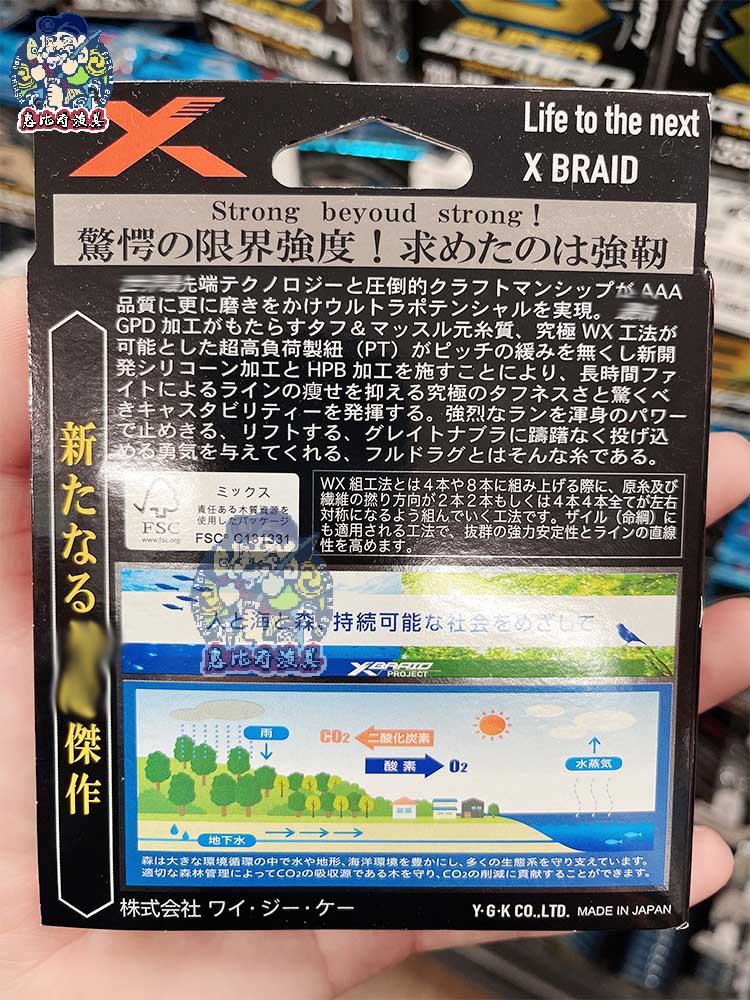 惠比壽漁具
Life to the next
X BRAID
Strong beyoud strong!
驚愕の限界強度！求めたのは強靭
先端テクノロジーと圧倒的クラフトマンシップが AAA
品質に更に磨きをかけウルトラポテンシャルを実現。
GPD 加工がもたらすタフ＆マッスル元糸質、究極 WX 工法が
可能とした超高負荷製紐（PT）がピッチの緩みを無くし新開
発シリコーン加工と HPB 加工を施すことにより、長時間ファ
イトによるラインの痩せを抑える究極のタフネスさと驚くべ
きキャスタビリティーを発揮する。強烈なランを渾身のパワー
で止めきる、リフトする、グレイトナブラに躊躇なく投げ込
める勇気を与えてくれる、フルドラグとはそんな糸である。
新たなる
傑作
FSC
www.fsc.org
ミックス
責任ある木質資源を
使用したパッケージ
FSC® C131331
WX 組工法とは４本や８本に組み上げる際に、原糸及び
繊維の撚り方向が２本２本もしくは４本４本全てが左右
対称になるよう組んでいく工法です。ザイル（命綱）に
も適用される工法で、抜群の強力安定性とラインの直線
性を高めます。
人と海と森、持続可能な社会をめざして
惠比壽漁具
X BRAID
PROJECT
雨
CO2
二酸化炭素
酸素
O2
水蒸気
地下水
森は大きな環境循環の中で水や地形、海洋環境を豊かにし、多くの生態系を守り支えています。
適切な森林管理によってCO2の吸収源である木を守り、CO2の削減に貢献することができます。
株式会社 ワイ・ジー・ケー
Y·G·K CO.,LTD. MADE IN JAPAN